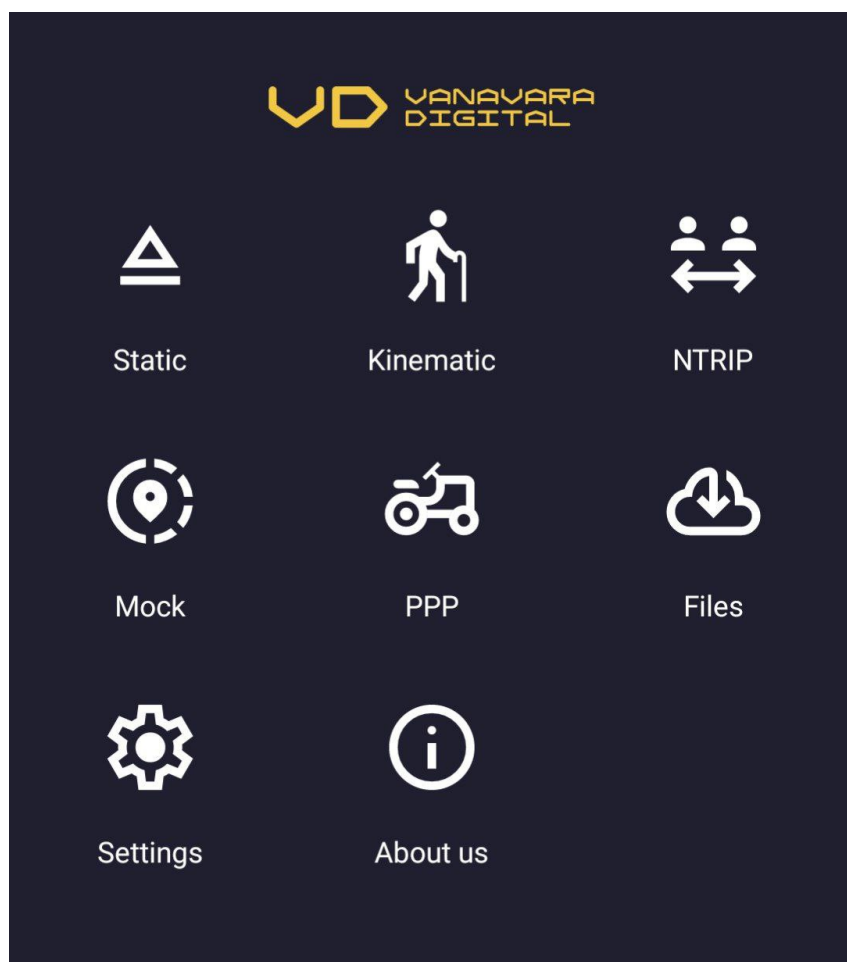 VD VANAVARA
DIGITAL
Static
Kinematic
NTRIP
Mock
PPP
Files
Settings
About us